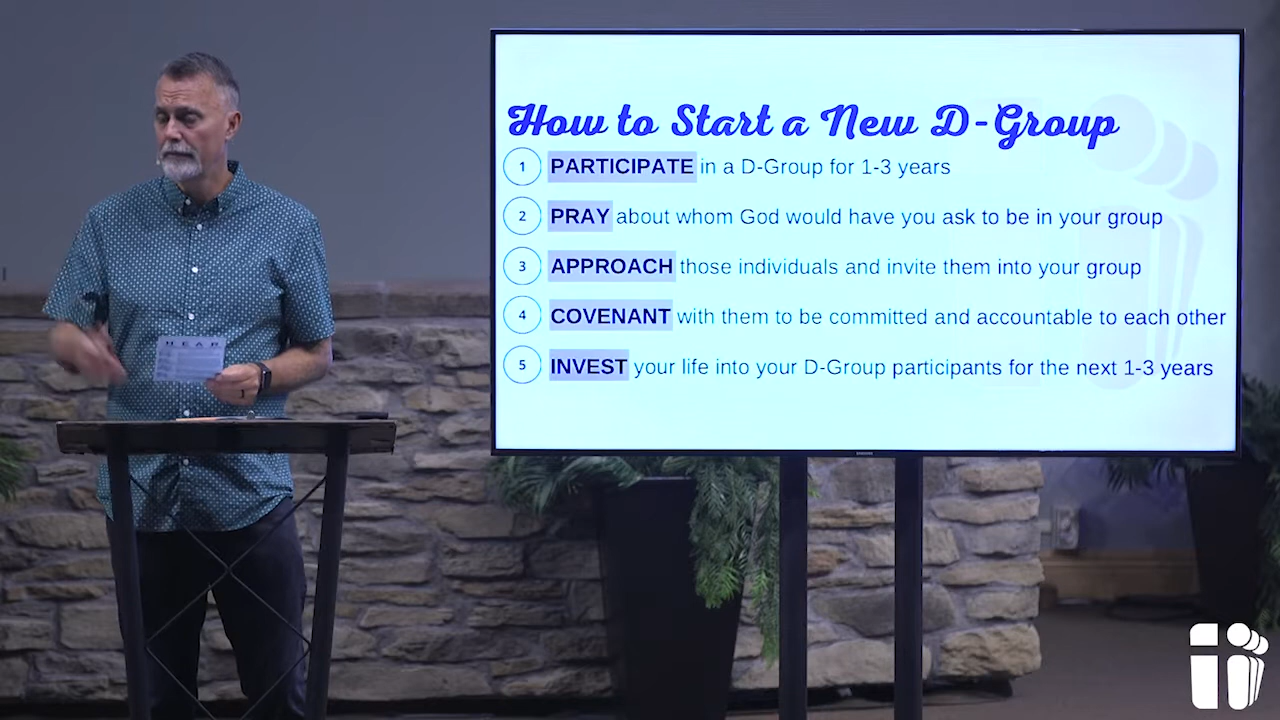 How to Start a New D-Group
1 PARTICIPATE in a D-Group for 1-3 years
2 PRAY about whom God would have you ask to be in your group
3 APPROACH those individuals and invite them into your group
4 COVENANT with them to be committed and accountable to each other
5 INVEST your life into your D-Group participants for the next 1-3 years
HEAR